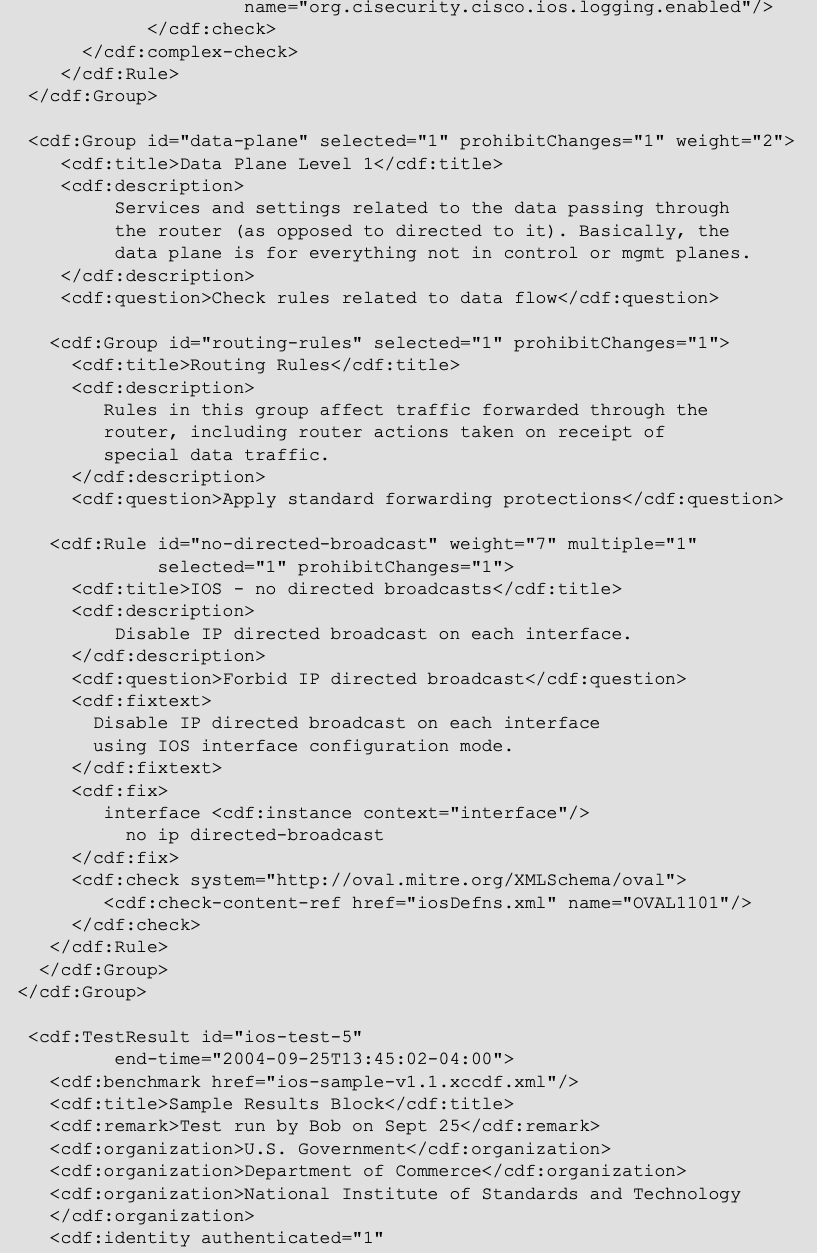 name="org.cisecurity.cisco.ios.logging.enabled"/>
</cdf:check>
</cdf:complex-check>
</cdf:Rule>
</cdf:Group>
<cdf:Group id="data-plane" selected="1" prohibitChanges="1" weight="2">
<cdf:title>Data Plane Level 1</cdf:title>
<cdf:description>
Services and settings related to the data passing through
the router (as opposed to directed to it). Basically, the
data plane is for everything not in control or mgmt planes.
</cdf:description>
<cdf:question>Check rules related to data flow</cdf:question>
<cdf:Group id="routing-rules" selected="1" prohibitChanges="1">
<cdf:title>Routing Rules</cdf:title>
<cdf:description>
Rules in this group affect traffic forwarded through the
router, including router actions taken on receipt of
special data traffic.
</cdf:description>
<cdf:question>Apply standard forwarding protections</cdf:question>
<cdf:Rule id="no-directed-broadcast" weight="7" multiple="1"
selected="1" prohibitChanges="1">
<cdf:title>IOS - no directed broadcasts</cdf:title>
<cdf:description>
Disable IP directed broadcast on each interface.
</cdf:description>
<cdf:question>Forbid IP directed broadcast</cdf:question>
<cdf:fixtext>
Disable IP directed broadcast on each interface
using IOS interface configuration mode.
</cdf:fixtext>
<cdf:fix>
interface <cdf:instance context="interface"/>
no ip directed-broadcast
</cdf:fix>
<cdf:check system="http://oval.mitre.org/XMLSchema/oval">
<cdf:check-content-ref href="iosDefns.xml" name="OVAL1101"/>
</cdf:check>
</cdf:Rule>
</cdf:Group>
</cdf:Group>
<cdf:TestResult id="ios-test-5"
end-time="2004-09-25T13:45:02-04:00">
<cdf:benchmark href="ios-sample-v1.1.xccdf.xml"/>
<cdf:title>Sample Results Block</cdf:title>
<cdf:remark>Test run by Bob on Sept 25</cdf:remark>
<cdf:organization>U.S. Government</cdf:organization>
<cdf:organization>Department of Commerce</cdf:organization>
<cdf:organization>National Institute of Standards and Technology
</cdf:organization>
<cdf:identity authenticated="1"